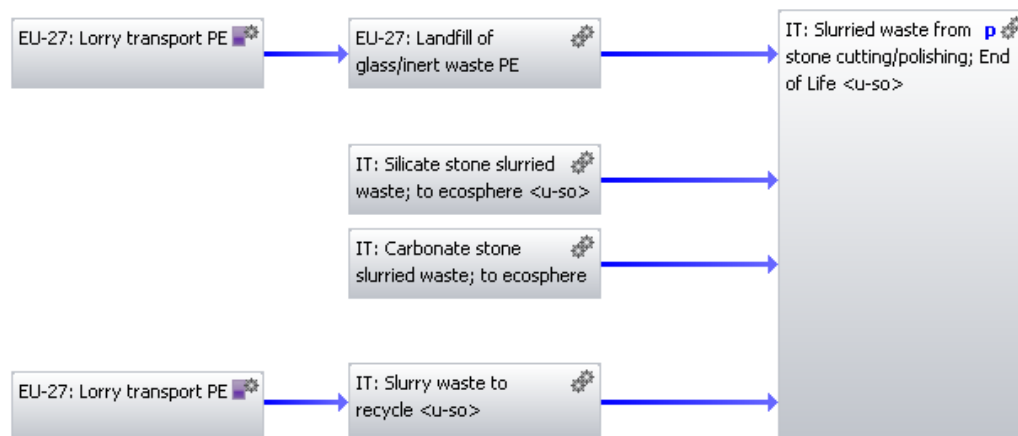 EU-27: Lorry transport PE
EU-27: Landfill of
glass/inert waste PE
IT: Slurried waste from p
stone cutting/polishing; End
of Life <u-so>
IT: Silicate stone slurried
waste; to ecosphere <u-so>
IT: Carbonate stone
slurried waste; to ecosphere
EU-27: Lorry transport PE
IT: Slurry waste to
recycle <u-so>